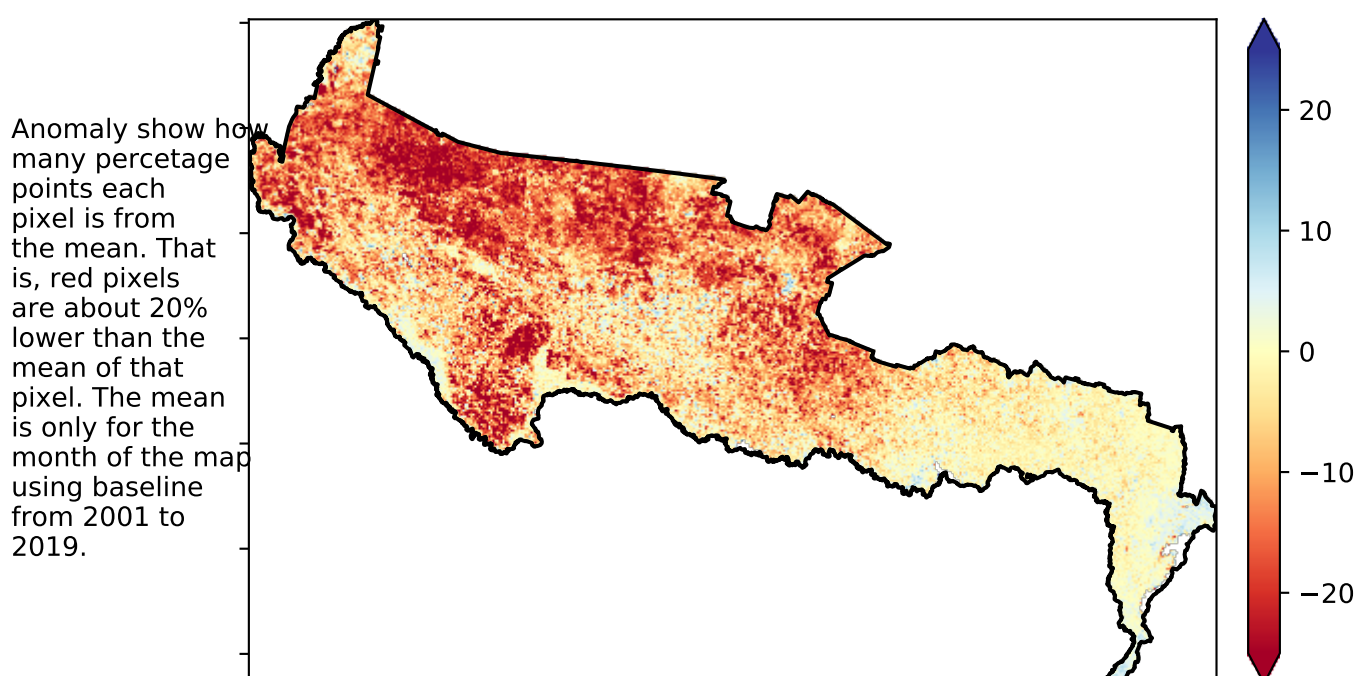 Anomaly show how
many percetage
points each
pixel is from
the mean. That
is, red pixels
are about 20%
lower than the
mean of that
pixel. The mean
is only for the
month of the map
using baseline
from 2001 to
2019.
20
10
0
−10
−20